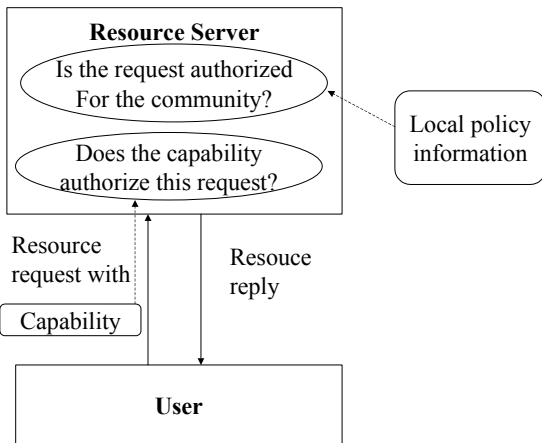 Resource Server
Is the request authorized
For the community?
Local policy
information
Does the capability
authorize this request?
Resource
request with
Capability
Resouce
reply
User